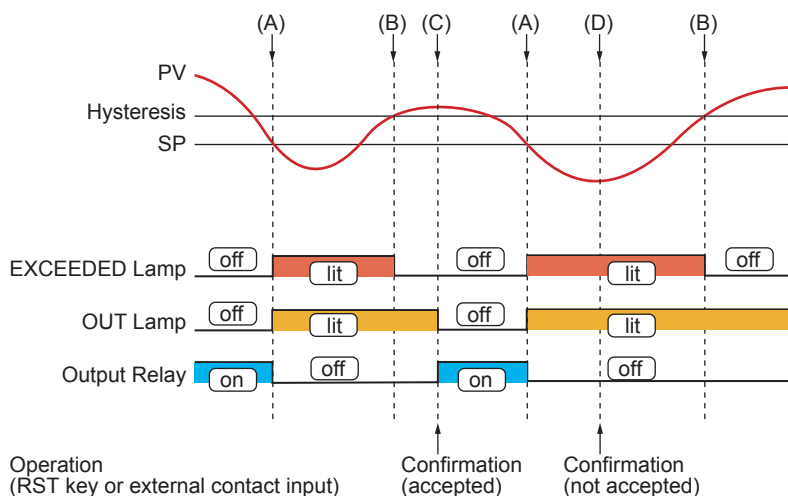 (A) (B) (C) (A) (D) (B)
PV
Hysteresis
SP
off off off
EXCEEDED Lamp lit lit
off off
OUT Lamp lit lit
off off
Output Relay on on
Operation
(RST key or external contact input)
Confirmation
(accepted)
Confirmation
(not accepted)